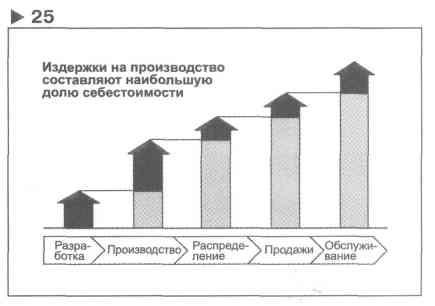 ▶ 25
Издержки на производство
составляют наибольшую
долю себестоимости
Разра-
ботка
Производство
Распреде-
ление
Продажи
Обслужи-
вание